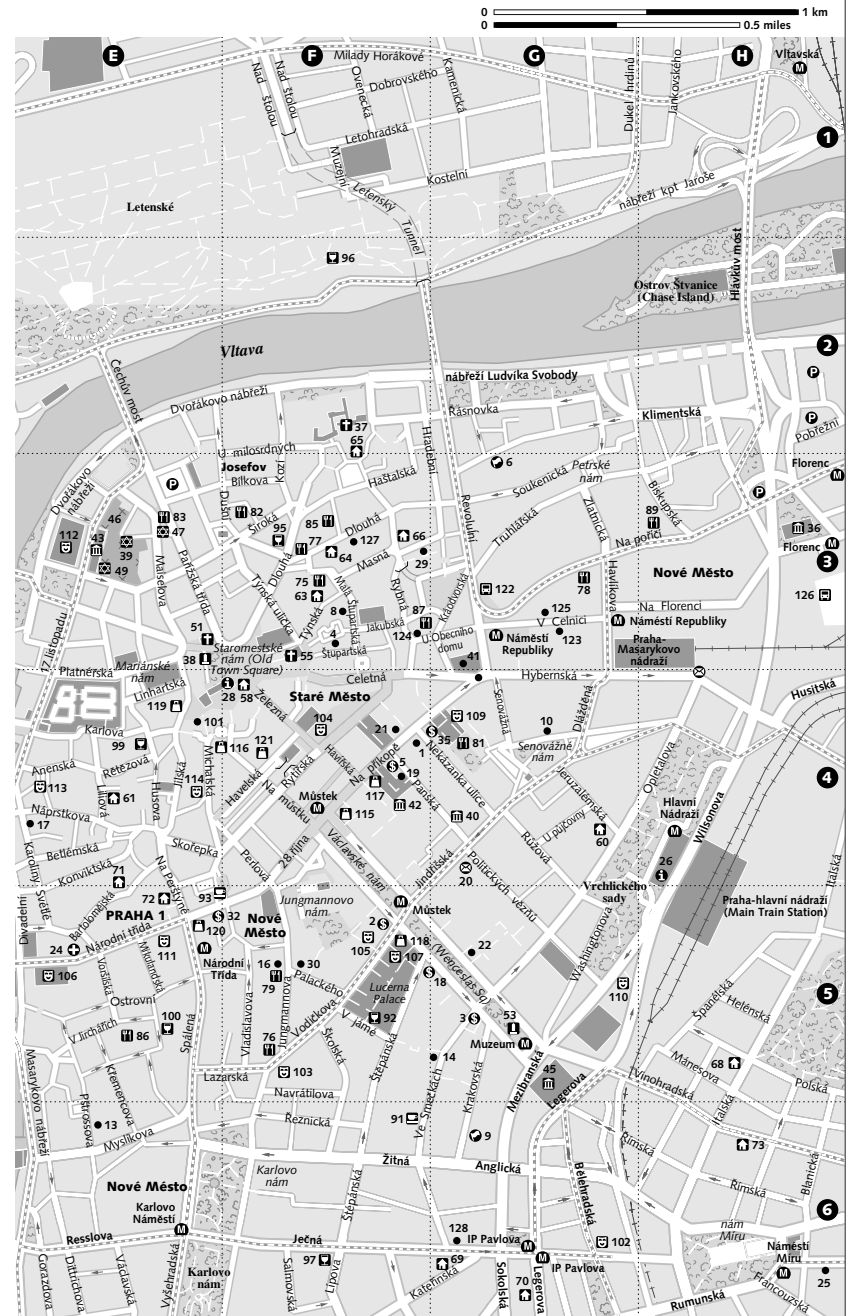 0 1 km
0 0.5 miles
E F G H
Milady Horákové
Vltavská
M
Nad štolou
Nad štolou
Ovenecká
Dobrovského
Kamenická
Dukel hrdinů
Jankovského
1
Letohradská
Muzejní
Kostelní
Letenský
Tunnel
nábřeží kpt Jaroše
Letenské
96
Hlávkův most
Ostrov Štvanice
(Chase Island)
Vltava
2
Čechův most
nábřeží Ludvíka Svobody
P
Dvořákovo nábřeží
Řásnovka
Klimentská
37
P
Pobřežní
U milosrdných
65
Hradební
Josefov
Kozí
Bílkova
6
Petrské
nám
Florenc
M
Haštalská
Soukenická
Dvořákovo
nábřeží
P
Dušní
Revoluční
Zlatnická
Biskupská
P
46
83
82
Široká
85
Dlouhá
89
36
112
43
47
95
77
127
66
Truhlářská
Na poříčí
Florenc
M
39
64
Masná
29
3
49
Maiselova
Pařížská třída
Dlouhá
75
Týnská ulička
63
Týnská
Malá Štupartská
Rybná
Králodvorská
122
78
Havlíkova
Nové Město
126
8
87
125
Na Florenci
17 listopadu
51
Jakubská
V Celnici
M Náměstí Republiky
4
124
U Obecního
domu
M Náměstí
Republiky
123
Praha-
Masarykovo
nádraží
Staromestské
nám (Old
Town Square)
55
Štupartská
38
41
Platnérská
Mariánské
nám
Celetná
Hybernská
Linhartská
28 58
Železná
Staré Město
Senovážná
Dlážděná
Husitská
119
104
109
101
21
10
Karlova
35
81
Senovážné
nám
99
Michalská
116
121
Havířská
Na příkopě
1
Nekázanka ulice
Opletalova
Řetězová
Jilská
Rytířská
5
Jeruzalémská
Anenská
114
Havelská
19
4
113
Liliová
61
Husova
Na můstku
Můstek
M
117
Panská
42
40
U půjčovny
Hlavní
Nádraží
M
Wilsonova
Náprstkova
115
60
17
Skořepka
28 října
Václavské nám
Růžová
26
Betlémská
Perlová
Jindřišská
20
Politických vězňů
Karoliny Světlé
Konviktská
Na Perštýně
Vrchlického
sady
Italská
71
Praha-hlavní nádraží
(Main Train Station)
72
93
Jungmannovo
nám
M
Můstek
Divadelní
Bartolomějská
PRAHA 1
32
Nové
Město
2
Washingtonova
120
118
24
Národní třída
105
107
22
111
M
Národní
Třída
(Wenceslas Sq)
106
Mikulandská
16
30
18
110
Voršilská
79
Palackého
Lucerna
Palace
Španělská
Helénská
5
Ostrovní
100
Jungmannova
Vodičkova
V Jámě
92
3
53
V Jirchářích
86
Spálená
Vladislavova
76
Školská
Muzeum M
68
14
Mánesova
Křemencova
103
Štěpánská
Krakovská
45
Lazarská
Mezibranská
Legerova
Vinohradská
Polská
Masarykovo nábřeží
Navrátilova
Ve Smečkách
Italská
Pštrossova
91
Řeznická
13
9
Římská
73
Myslíkova
Žitná
Anglická
Blanická
Karlovo
nám
Bělehradská
Římská
Nové Město
Štěpánská
6
Karlovo
Náměstí
nám
Míru
M
128
Resslova
Ječná
IP Pavlova M
102
Náměstí
Míru
97
M IP Pavlova
M
Gorazdova
Dittrichova
Václavská
Vyšehradská
Karlovo
nám
Salmovská
Lípová
69
Kateřinská
70
Sokolská
Legerova
Francouzská
25
Rumunská